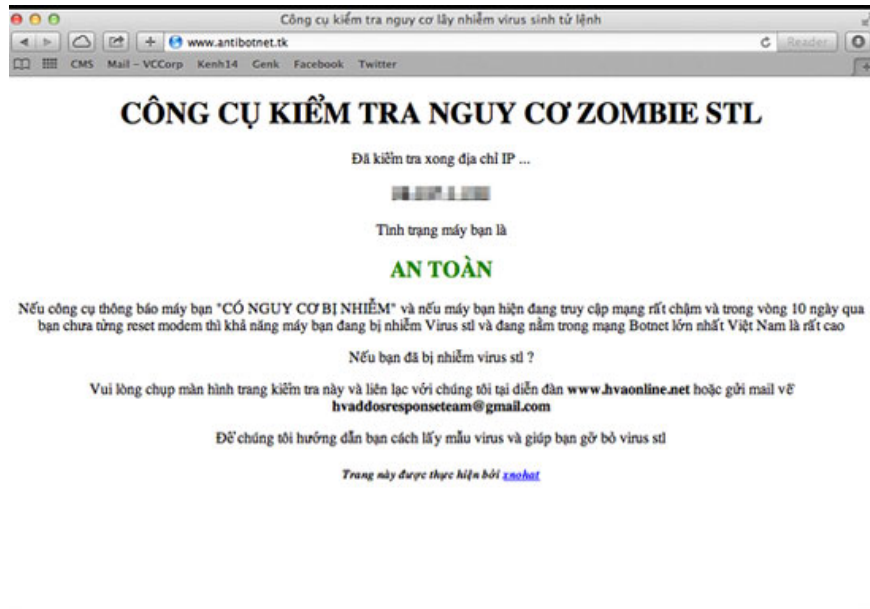 Công cụ kiểm tra nguy cơ lây nhiễm virus sinh tử lệnh
www.antibotnet.tk
Reader
CMS Mail – VCCorp Kenh14 Genk Facebook Twitter
CÔNG CỤ KIỂM TRA NGUY CƠ ZOMBIE STL
Đã kiểm tra xong địa chỉ IP ...
Tình trạng máy bạn là
AN TOÀN
Nếu công cụ thông báo máy bạn "CÓ NGUY CƠ BỊ NHIỄM" và nếu máy bạn hiện đang truy cập mạng rất chậm và trong vòng 10 ngày qua
bạn chưa từng reset modem thì khả năng máy bạn đang bị nhiễm Virus stl và đang nằm trong mạng Botnet lớn nhất Việt Nam là rất cao
Nếu bạn đã bị nhiễm virus stl ?
Vui lòng chụp màn hình trang kiểm tra này và liên lạc với chúng tôi tại diễn đàn www.hvaonline.net hoặc gửi mail về
hvaddosresponseteam@gmail.com
Để chúng tôi hướng dẫn bạn cách lấy mẫu virus và giúp bạn gỡ bỏ virus stl
Trang này được thực hiện bởi xnohat